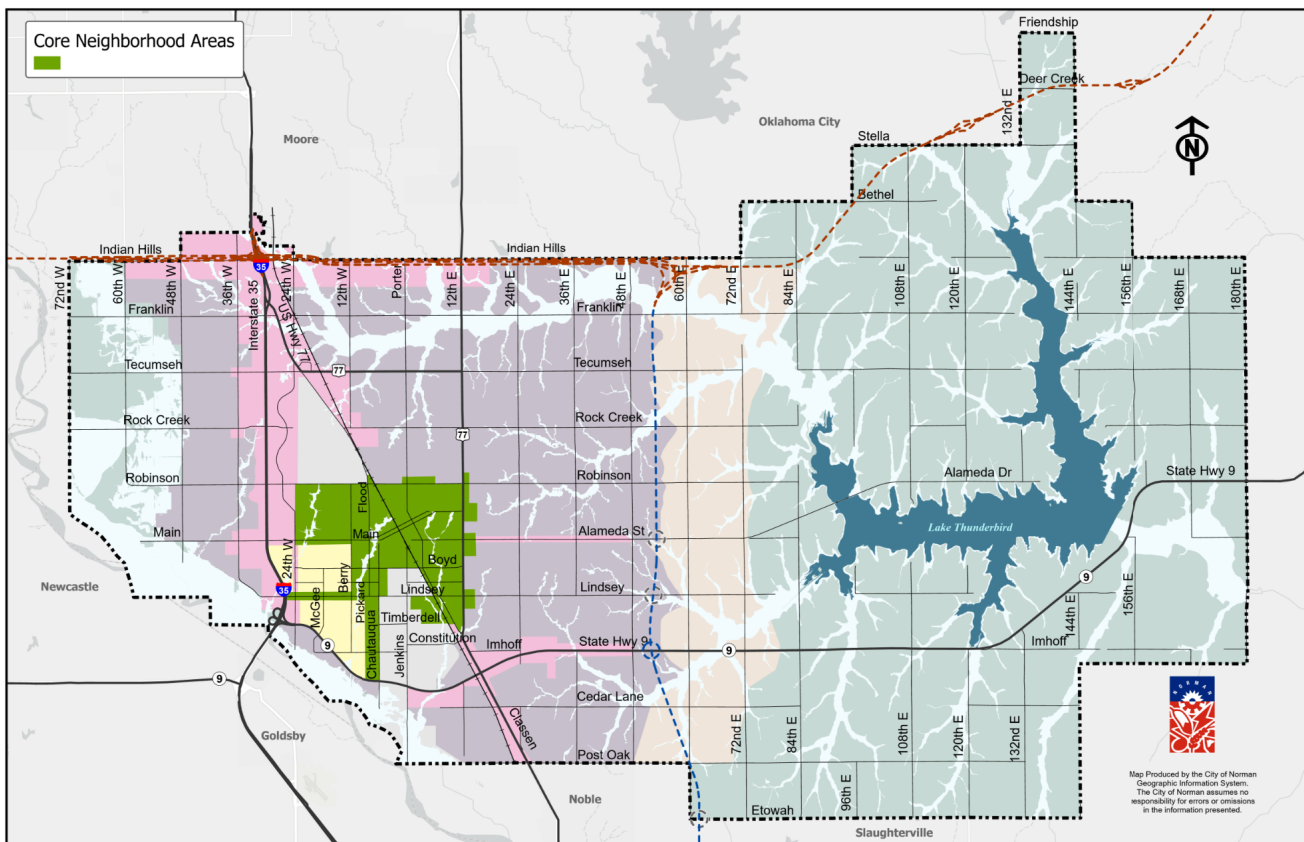 Core Neighborhood Areas
Friendship
Deer Creek
132nd E
Oklahoma City
Moore
Stella
N
Bethel
Indian Hills
Indian Hills
35
72nd W
60th W
48th W
36th W
Interstate 35
24th W
12th W
Porter
12th E
24th E
36th E
48th E
60th E
72nd E
84th E
108th E
120th E
144th E
156th E
168th E
180th E
Franklin
US Hwy 77
Franklin
Tecumseh
77
Tecumseh
Rock Creek
77
Rock Creek
Robinson
Flood
Robinson
Alameda Dr
State Hwy 9
Main
Main
Alameda St
Lake Thunderbird
24th W
Berry
Boyd
Newcastle
35
McGee
Pickard
Lindsey
Lindsey
9
156th E
144th E
Timberdell
Constitution
9
Chautauqua
Jenkins
Imhoff
State Hwy 9
9
Imhoff
9
Cedar Lane
NORMAN
Goldsby
Classen
72nd E
84th E
108th E
120th E
132nd E
Post Oak
96th E
Noble
Etowah
Slaughterville
Map Produced by the City of Norman
Geographic Information System.
The City of Norman assumes no
responsibility for errors or omissions
in the information presented.